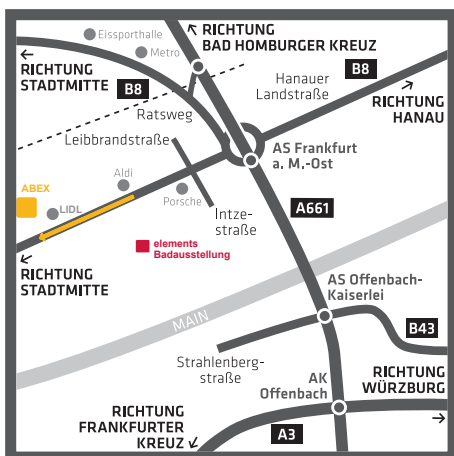 Eissporthalle
Metro
RICHTUNG
BAD HOMBURGER KREUZ
RICHTUNG
STADTMITTE
B8
Ratsweg
Hanauer
Landstraße
B8
RICHTUNG
HANAU
Leibbrandstraße
AS Frankfurt
a. M.-Ost
Aldi
ABEX
LIDL
Porsche
Intze-
straße
A661
elements
Badausstellung
RICHTUNG
STADTMITTE
AS Offenbach-
Kaiserlei
MAIN
B43
Strahlenberg-
straße
AK
Offenbach
RICHTUNG
WÜRZBURG
RICHTUNG
FRANKFURTER
KREUZ
A3